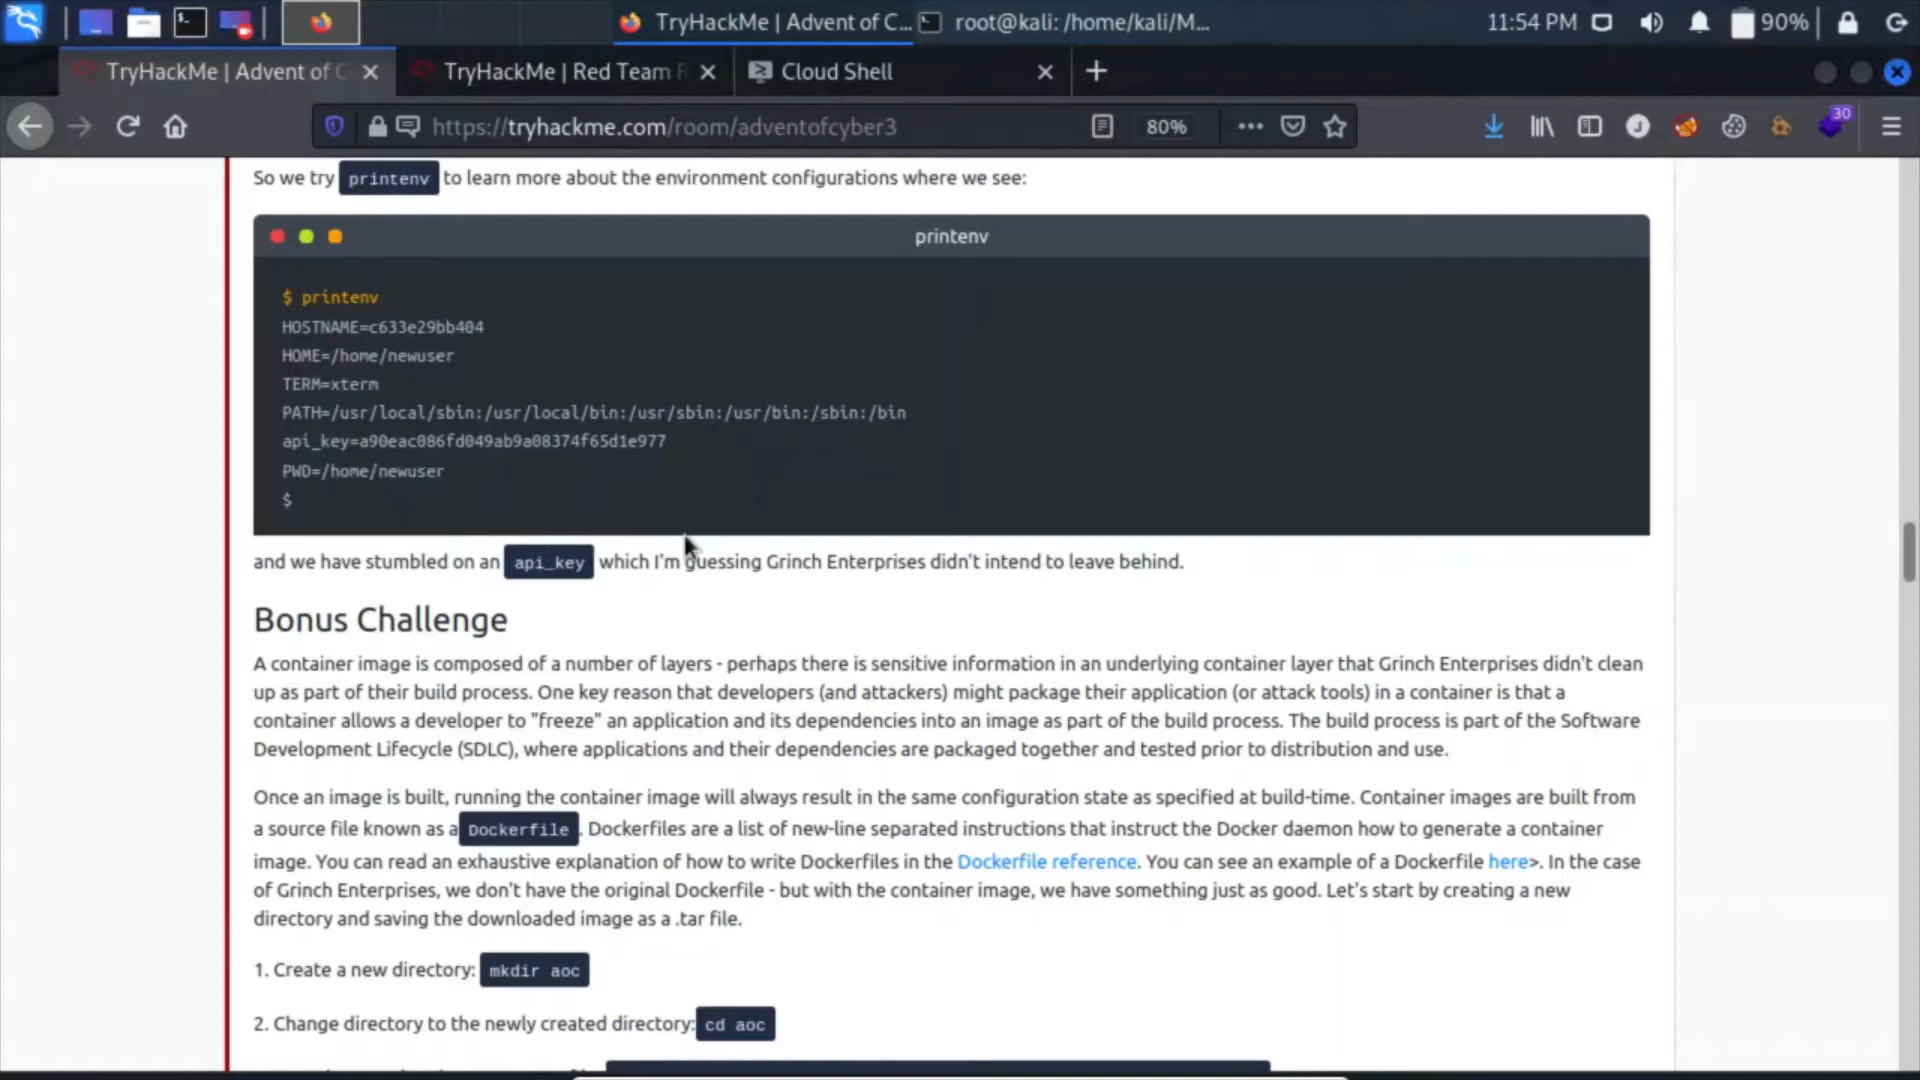 TryHackMe | Advent of C... root@kali: /home/kali/M... 11:54 PM 90%
TryHackMe | Advent of C TryHackMe | Red Team R Cloud Shell
https://tryhackme.com/room/adventofcyber3 80% 30
So we try printenv to learn more about the environment configurations where we see:
printenv
$ printenv
HOSTNAME=c633e29bb404
HOME=/home/newuser
TERM=xterm
PATH=/usr/local/sbin:/usr/local/bin:/usr/sbin:/usr/bin:/sbin:/bin
api_key=a90eac086fd049ab9a08374f65d1e977
PWD=/home/newuser
$
and we have stumbled on an api_key which I'm guessing Grinch Enterprises didn't intend to leave behind.
Bonus Challenge
A container image is composed of a number of layers - perhaps there is sensitive information in an underlying container layer that Grinch Enterprises didn't clean
up as part of their build process. One key reason that developers (and attackers) might package their application (or attack tools) in a container is that a
container allows a developer to "freeze" an application and its dependencies into an image as part of the build process. The build process is part of the Software
Development Lifecycle (SDLC), where applications and their dependencies are packaged together and tested prior to distribution and use.
Once an image is built, running the container image will always result in the same configuration state as specified at build-time. Container images are built from
a source file known as a Dockerfile . Dockerfiles are a list of new-line separated instructions that instruct the Docker daemon how to generate a container
image. You can read an exhaustive explanation of how to write Dockerfiles in the Dockerfile reference. You can see an example of a Dockerfile here>. In the case
of Grinch Enterprises, we don't have the original Dockerfile - but with the container image, we have something just as good. Let's start by creating a new
directory and saving the downloaded image as a .tar file.
1. Create a new directory: mkdir aoc
2. Change directory to the newly created directory: cd aoc